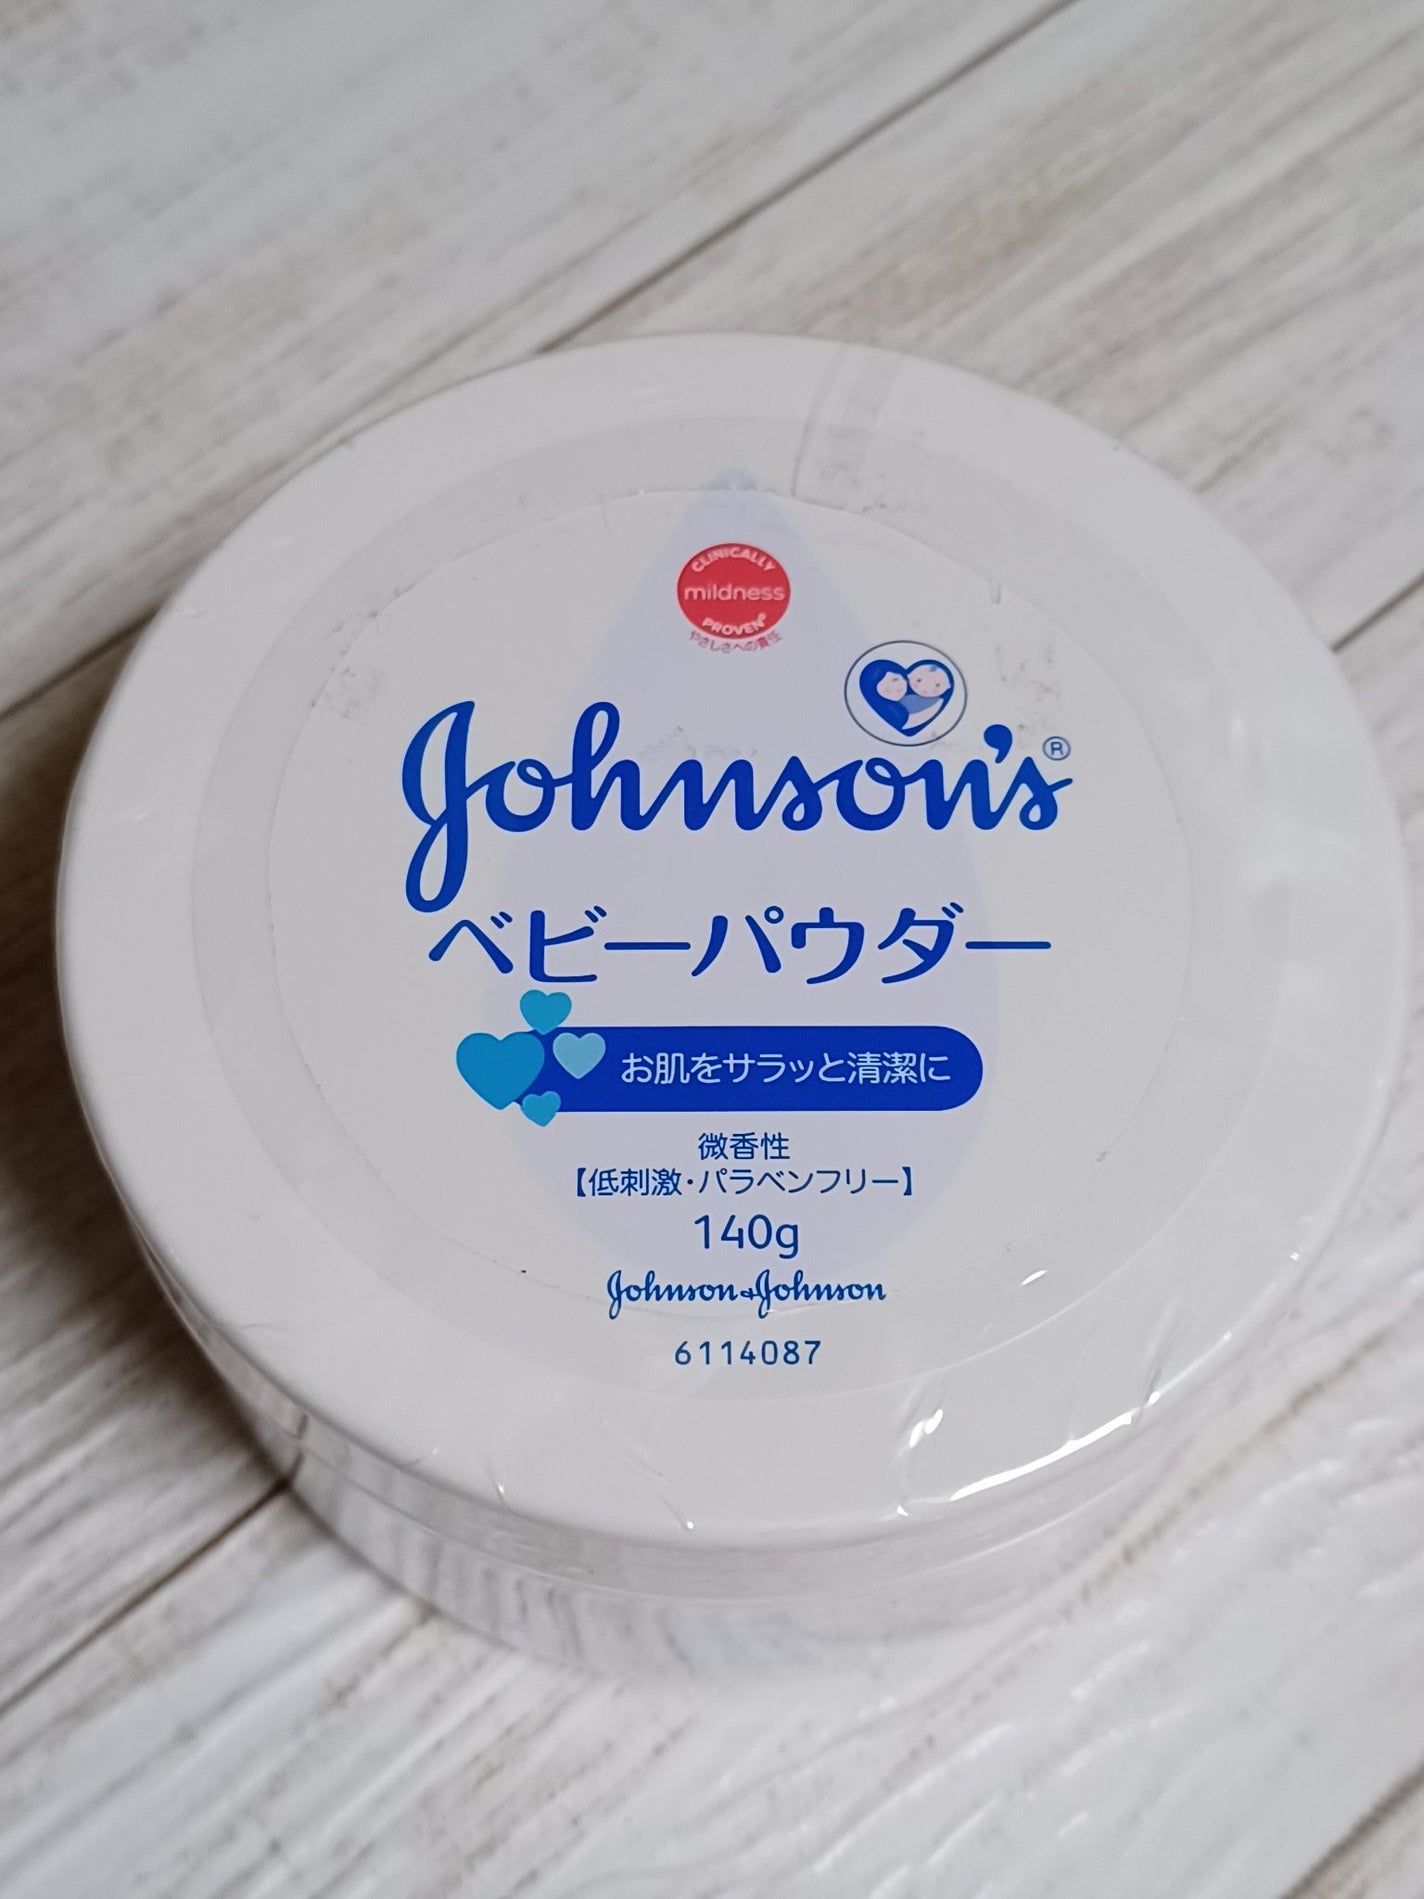 CLINICALLY
mildness
PROVEN®
やさしさへの責任
Johnson's®
ベビーパウダー
お肌をサラッと清潔に
微香性
【低刺激・パラベンフリー】
140g
Johnson & Johnson
6114087